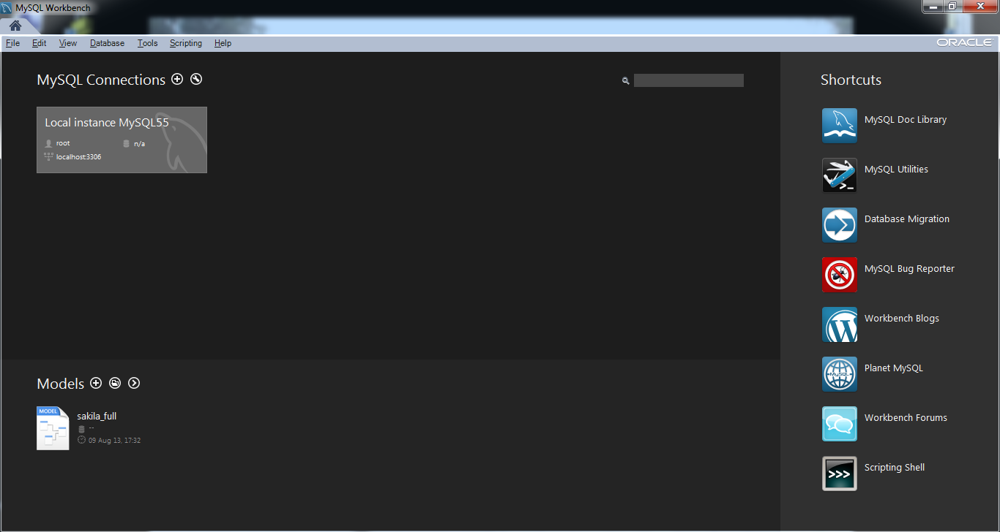 MySQL Workbench
File Edit View Database Tools Scripting Help
ORACLE
MySQL Connections
Local instance MySQL55
root
n/a
localhost:3306
Models
MODEL
sakila_full
--
09 Aug 13, 17:32
Shortcuts
MySQL Doc Library
MySQL Utilities
>_
Database Migration
MySQL Bug Reporter
W
Workbench Blogs
MySQL
Planet MySQL
Workbench Forums
>>>
Scripting Shell